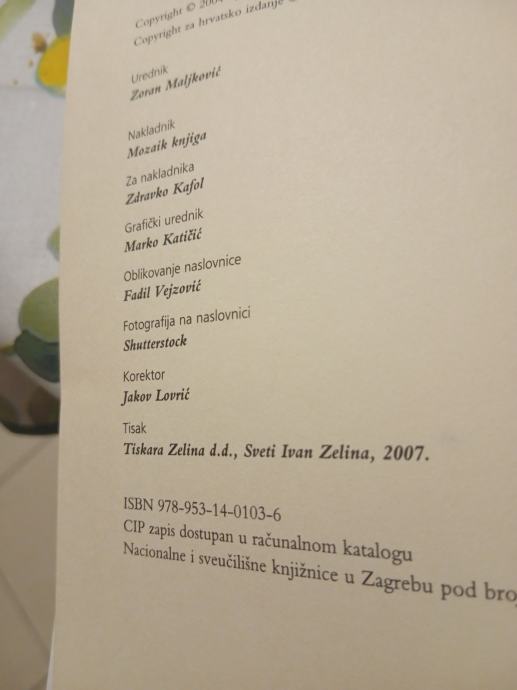 Copyright ©
Copyright za hrvatsko izdanje ©
Urednik
Zoran Maljković
Nakladnik
Mozaik knjiga
Za nakladnika
Zdravko Kafol
Grafički urednik
Marko Katičić
Oblikovanje naslovnice
Fadil Vejzović
Fotografija na naslovnici
Shutterstock
Korektor
Jakov Lovrić
Tisak
Tiskara Zelina d.d., Sveti Ivan Zelina, 2007.
ISBN 978-953-14-0103-6
CIP zapis dostupan u računalnom katalogu
Nacionalne i sveučilišne knjižnice u Zagrebu pod